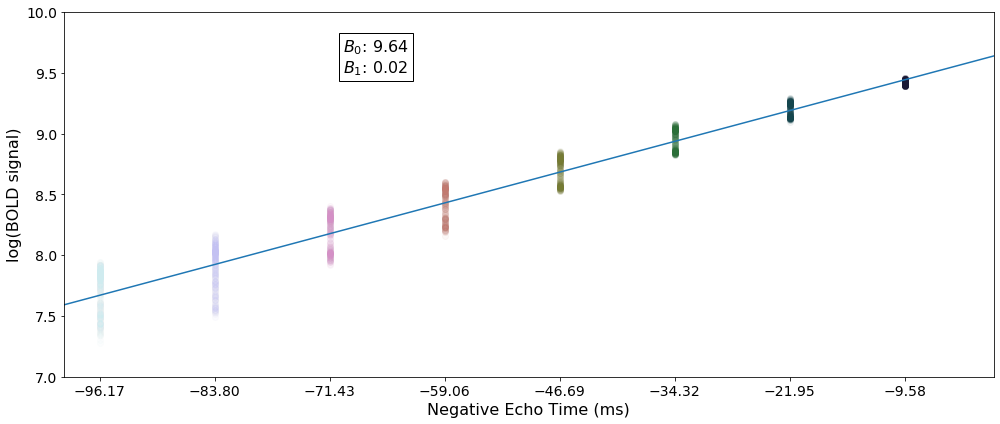 B₀: 9.64
B₁: 0.02
log(BOLD signal)
10.0
9.5
9.0
8.5
8.0
7.5
7.0
−96.17 −83.80 −71.43 −59.06 −46.69 −34.32 −21.95 −9.58
Negative Echo Time (ms)